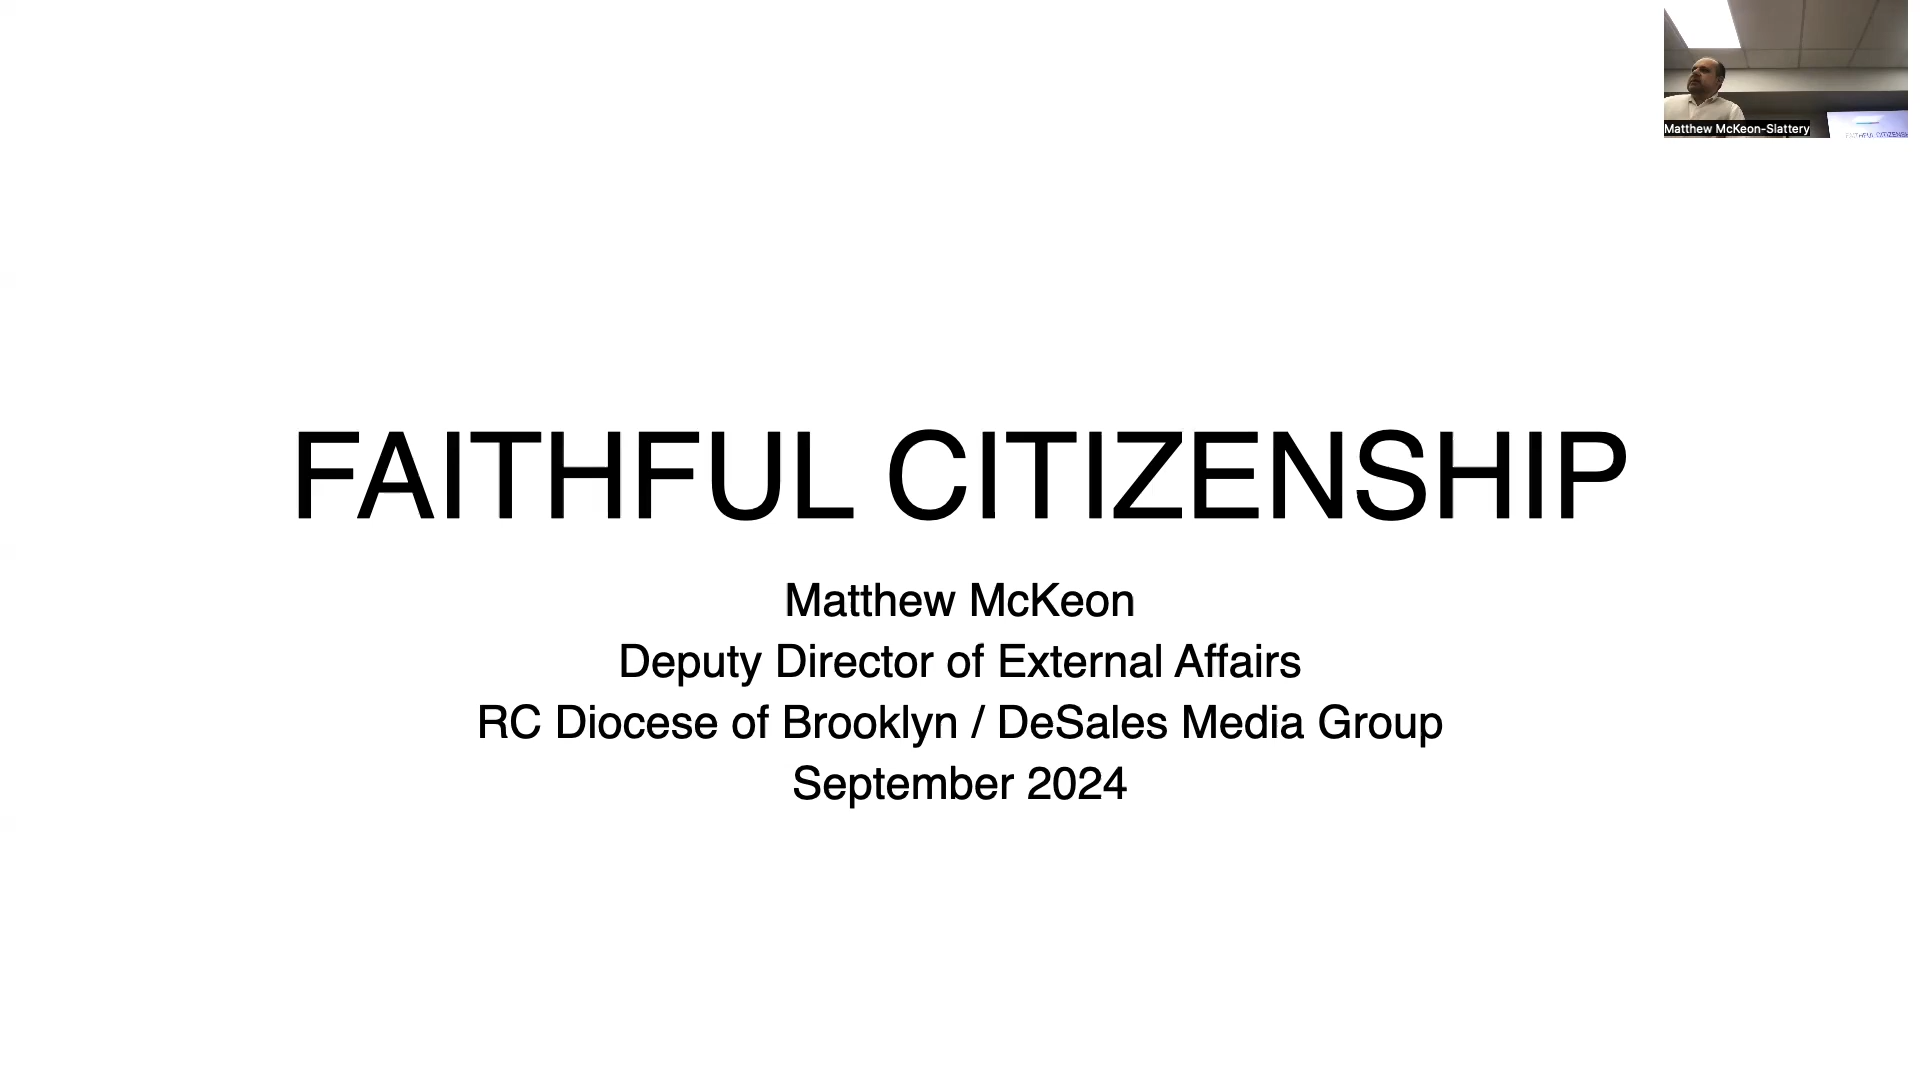 Matthew McKeon-Slattery
FAITHFUL CITIZENSHIP
Matthew McKeon
Deputy Director of External Affairs
RC Diocese of Brooklyn / DeSales Media Group
September 2024